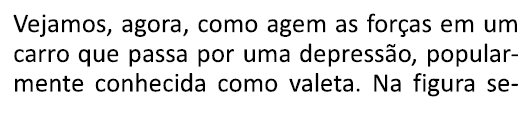 Vejamos, agora, como agem as forças em um
carro que passa por uma depressão, popular-
mente conhecida como valeta. Na figura se-